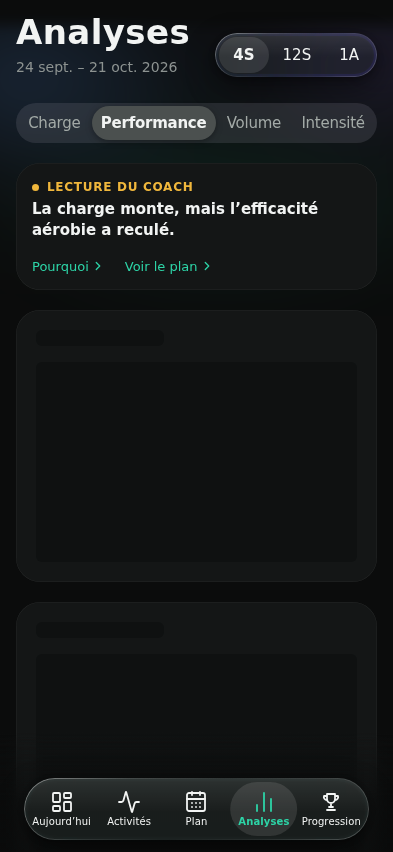 Analyses
24 sept. – 21 oct. 2026
4S 12S 1A
Charge Performance Volume Intensité
LECTURE DU COACH
La charge monte, mais l’efficacité
aérobie a reculé.
Pourquoi Voir le plan
Aujourd’hui Activités Plan Analyses Progression